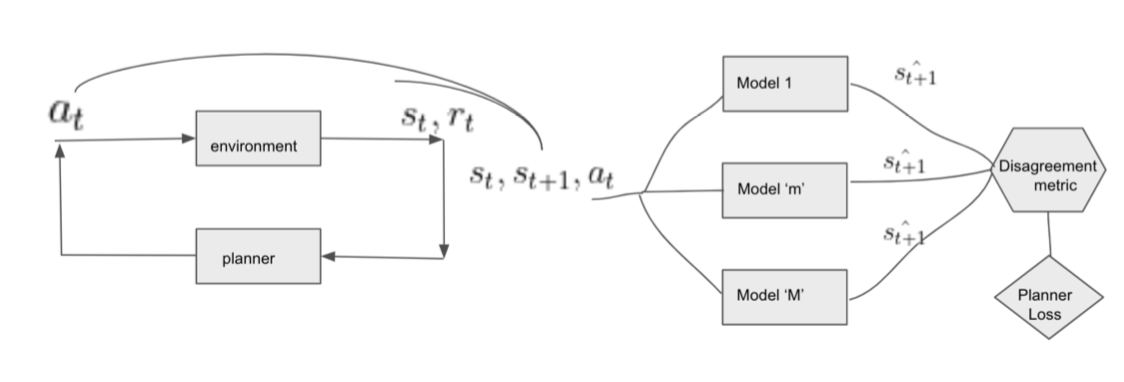 a_t
environment
s_t, r_t
planner
s_t, s_{t+1}, a_t
Model 1
Model 'm'
Model 'M'
\hat{s_{t+1}}
\hat{s_{t+1}}
\hat{s_{t+1}}
Disagreement
metric
Planner
Loss